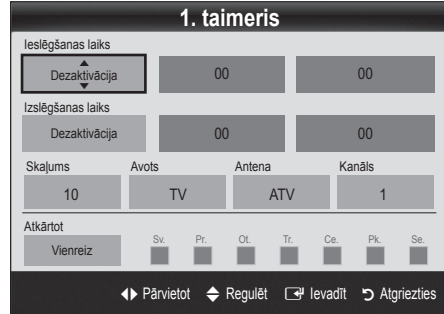 1. taimeris
Ieslēgšanas laiks
Dezaktivācija 00 00
Izslēgšanas laiks
Dezaktivācija 00 00
Skaļums Avots Antena Kanāls
10 TV ATV 1
Atkārtot
Vienreiz Sv. Pr. Ot. Tr. Ce. Pk. Se.
Pārvietot Regulēt Ievadīt Atgriezties